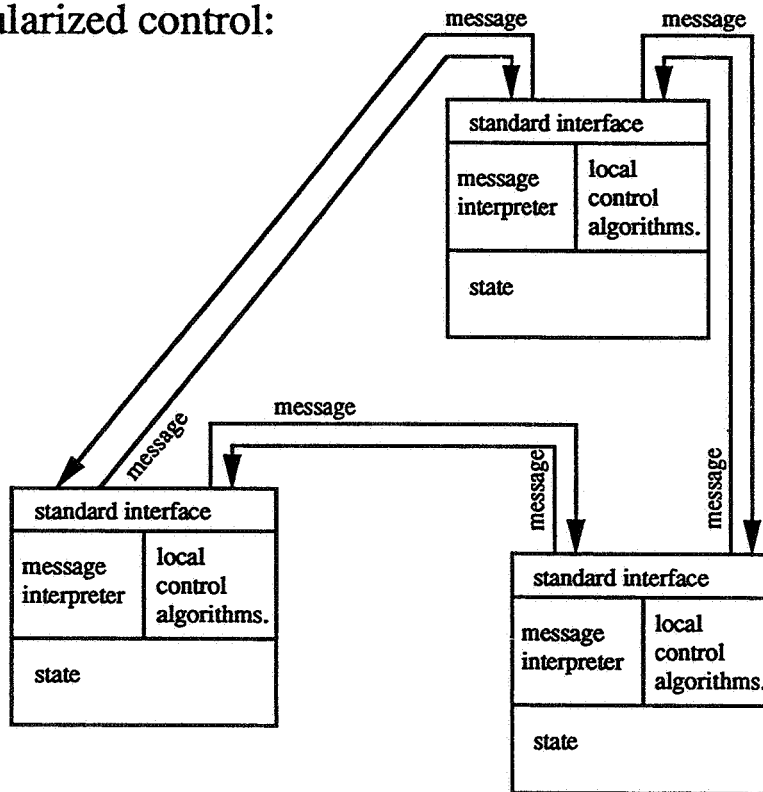 ularized control:
message
message
standard interface
message
interpreter
local
control
algorithms.
state
message
message
message
message
standard interface
message
interpreter
local
control
algorithms.
state
standard interface
message
interpreter
local
control
algorithms.
state